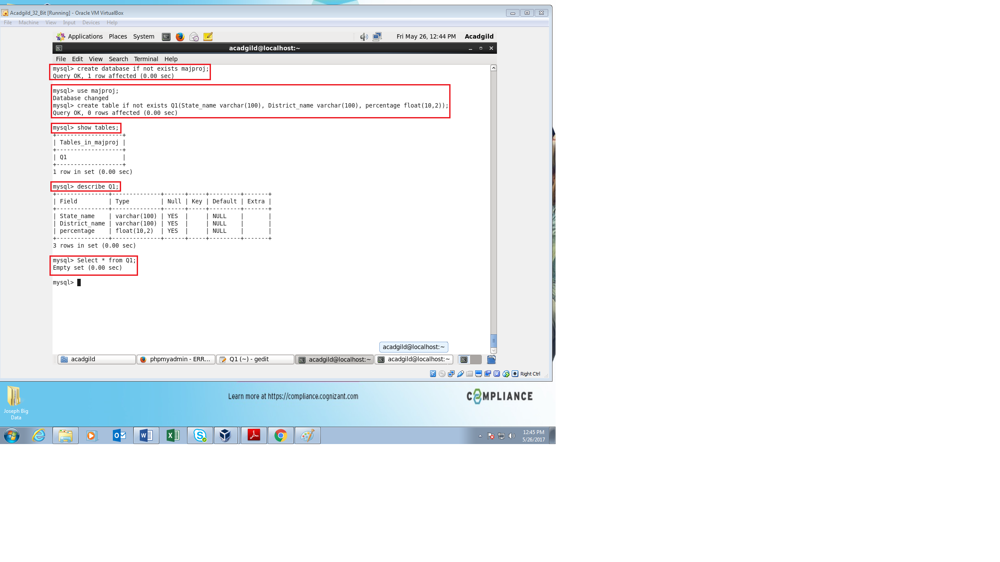 Acadgild_32_Bit [Running] - Oracle VM VirtualBox
File Machine View Input Devices Help
Applications Places System Fri May 26, 12:44 PM Acadgild
acadgild@localhost:~
File Edit View Search Terminal Help
mysql> create database if not exists majproj;
Query OK, 1 row affected (0.00 sec)
mysql> use majproj;
Database changed
mysql> create table if not exists Q1(State_name varchar(100), District_name varchar(100), percentage float(10,2));
Query OK, 0 rows affected (0.00 sec)
mysql> show tables;
+-------------------+
| Tables_in_majproj |
+-------------------+
| Q1                |
+-------------------+
1 row in set (0.00 sec)
mysql> describe Q1;
+---------------+--------------+------+-----+---------+-------+
| Field         | Type         | Null | Key | Default | Extra |
+---------------+--------------+------+-----+---------+-------+
| State_name    | varchar(100) | YES  |     | NULL    |       |
| District_name | varchar(100) | YES  |     | NULL    |       |
| percentage    | float(10,2)  | YES  |     | NULL    |       |
+---------------+--------------+------+-----+---------+-------+
3 rows in set (0.00 sec)
mysql> Select * from Q1;
Empty set (0.00 sec)
mysql>
acadgild@localhost:~
acadgild phpmyadmin - ERR... Q1 (~) - gedit acadgild@localhost:~ acadgild@localhost:~
Right Ctrl
Learn more at https://compliance.cognizant.com COMPLIANCE
Joseph Big
Data
12:45 PM
5/26/2017